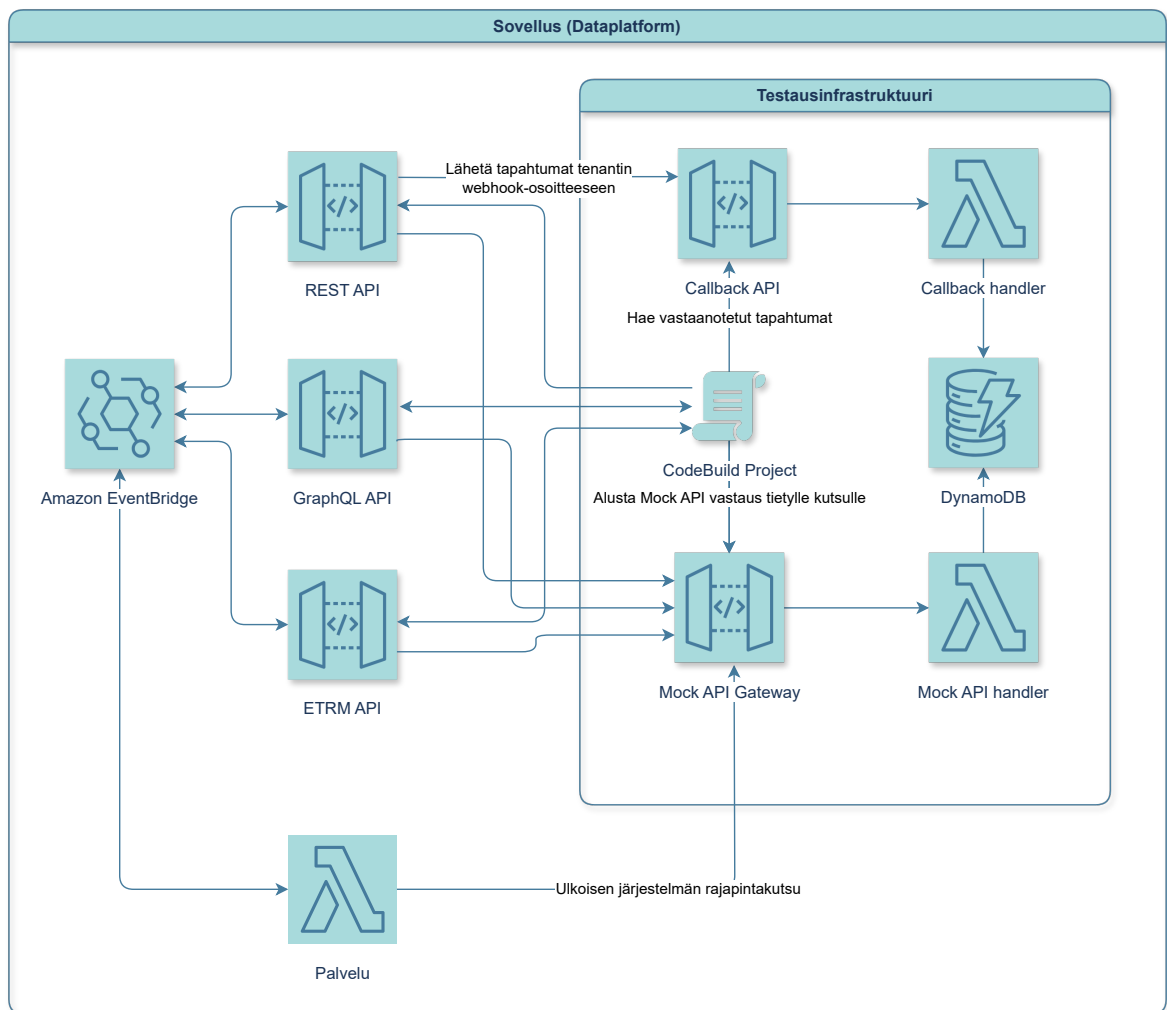 Sovellus (Dataplatform)
Testausinfrastruktuuri
Lähetä tapahtumat tenantin
webhook-osoitteeseen
REST API
Callback API
Callback handler
Hae vastaanotetut tapahtumat
Amazon EventBridge
GraphQL API
CodeBuild Project
DynamoDB
Alusta Mock API vastaus tietylle kutsulle
ETRM API
Mock API Gateway
Mock API handler
Ulkoisen järjestelmän rajapintakutsu
Palvelu